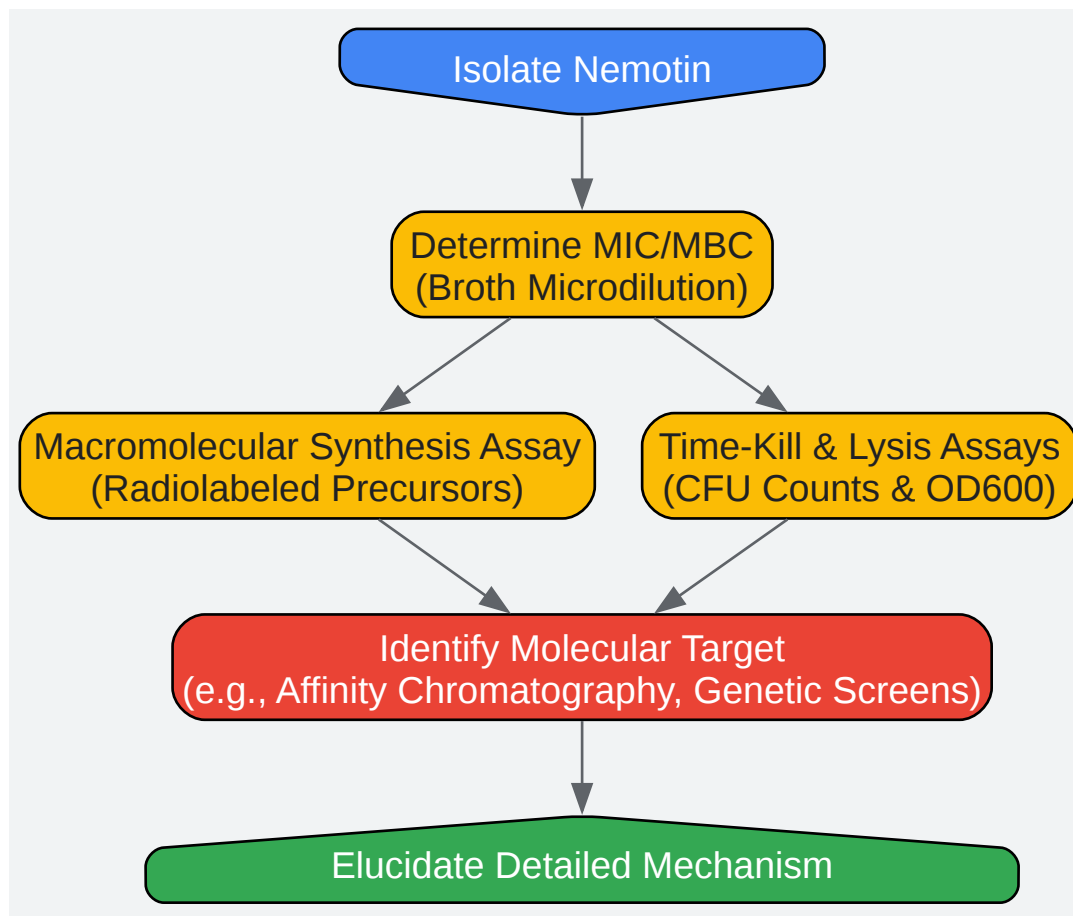 Isolate Nemotin
Determine MIC/MBC
(Broth Microdilution)
Macromolecular Synthesis Assay
(Radiolabeled Precursors)
Time-Kill & Lysis Assays
(CFU Counts & OD600)
Identify Molecular Target
(e.g., Affinity Chromatography, Genetic Screens)
Elucidate Detailed Mechanism